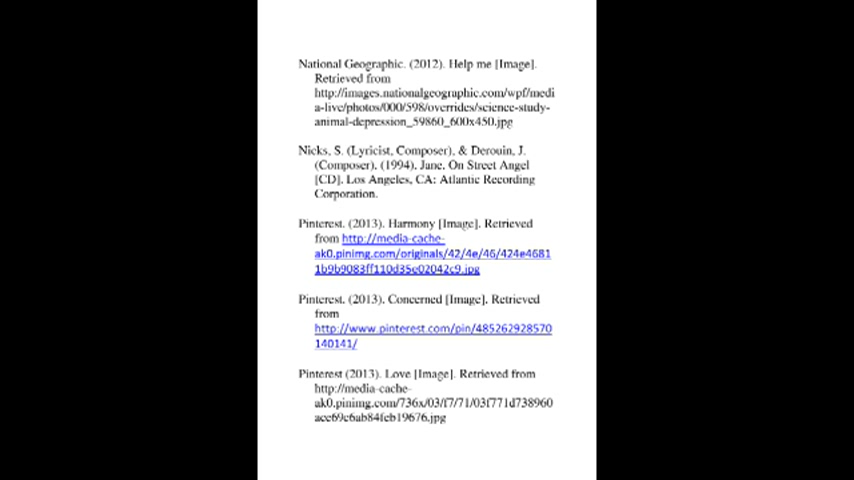 National Geographic. (2012). Help me [Image].
Retrieved from
http://images.nationalgeographic.com/wpf/medi
a-live/photos/000/598/overrides/science-study-
animal-depression_59860_600x450.jpg
Nicks, S. (Lyricist, Composer), & Derouin, J.
(Composer). (1994). Jane. On Street Angel
[CD]. Los Angeles, CA: Atlantic Recording
Corporation.
Pinterest. (2013). Harmony [Image]. Retrieved
from http://media-cache-
ak0.pinimg.com/originals/42/4e/46/424e4681
1b9b9083ff110d35e02042c9.jpg
Pinterest. (2013). Concerned [Image]. Retrieved
from
http://www.pinterest.com/pin/485262928570
140141/
Pinterest (2013). Love [Image]. Retrieved from
http://media-cache-
ak0.pinimg.com/736x/03/f7/71/03f771d738960
ace69c6ab84feb19676.jpg